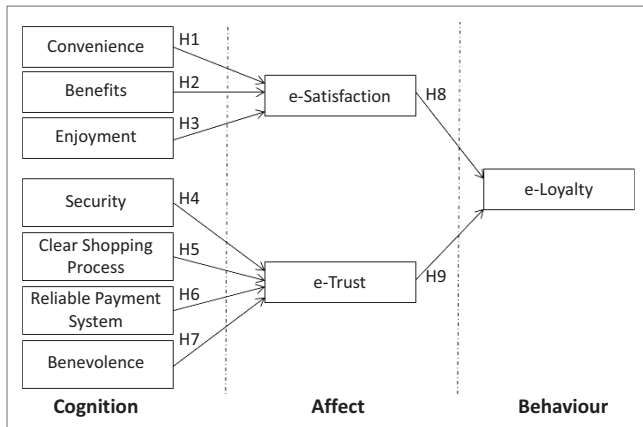 Convenience
H1
Benefits
H2
Enjoyment
H3
e-Satisfaction
H8
Security
H4
Clear Shopping
Process
H5
Reliable Payment
System
H6
Benevolence
H7
e-Trust
H9
e-Loyalty
Cognition
Affect
Behaviour